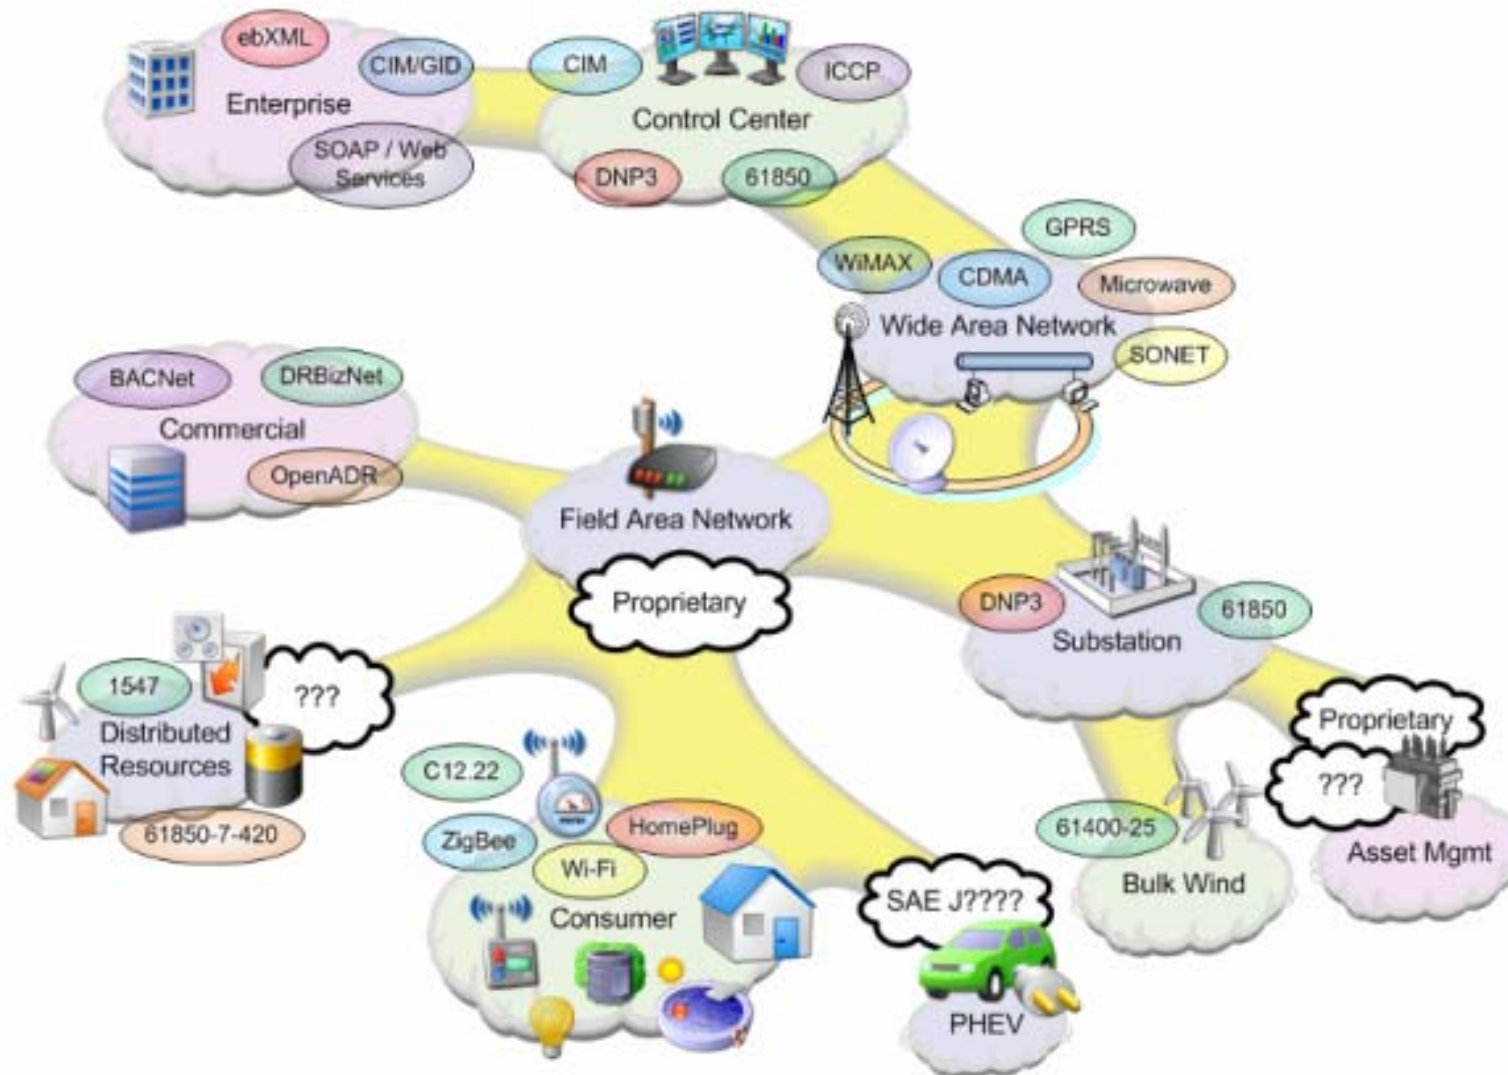 ebXML
CIM/GID
Enterprise
SOAP / Web
Services
CIM
ICCP
Control Center
DNP3
61850
GPRS
WiMAX
CDMA
Microwave
Wide Area Network
SONET
BACNet
DRBizNet
Commercial
OpenADR
Field Area Network
Proprietary
DNP3
61850
Substation
1547
???
Distributed
Resources
61850-7-420
Proprietary
???
Asset Mgmt
C12.22
ZigBee
HomePlug
Wi-Fi
Consumer
61400-25
Bulk Wind
SAE J????
PHEV